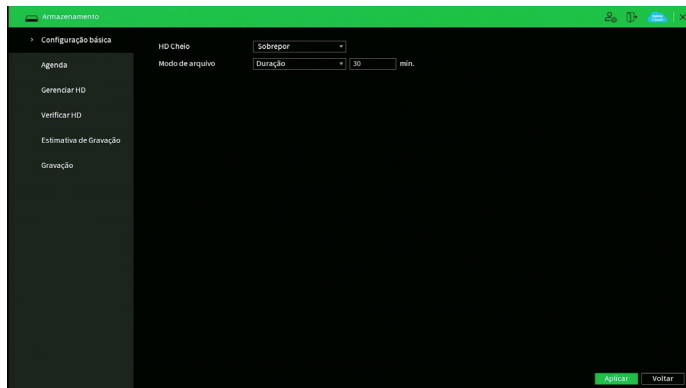 Armazenamento
Configuração básica
Agenda
Gerenciar HD
Verificar HD
Estimativa de Gravação
Gravação
HD Cheio Sobrepor
Modo de arquivo Duração 30 min.
Aplicar Voltar